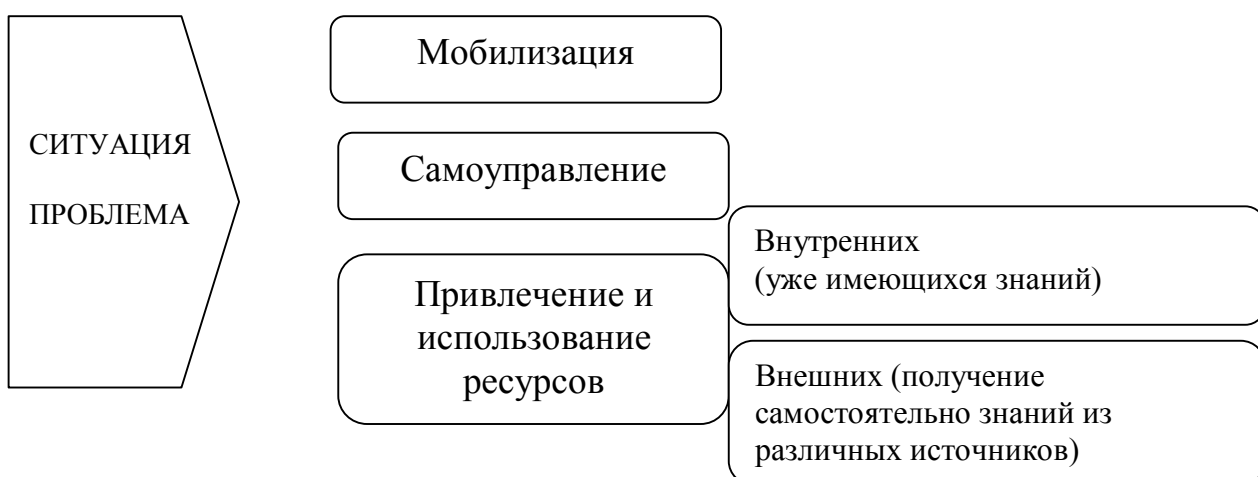 СИТУАЦИЯ
ПРОБЛЕМА
Мобилизация
Самоуправление
Привлечение и
использование
ресурсов
Внутренних
(уже имеющихся знаний)
Внешних (получение
самостоятельно знаний из
различных источников)